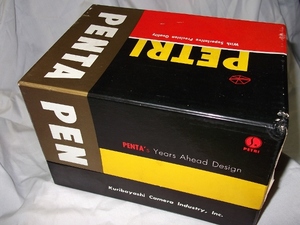 PETRI
With Superlative Precision Quality
PENTA
PEN
PENTA's Years Ahead Design
PETRI
Kuribayashi Camera Industry, Inc.